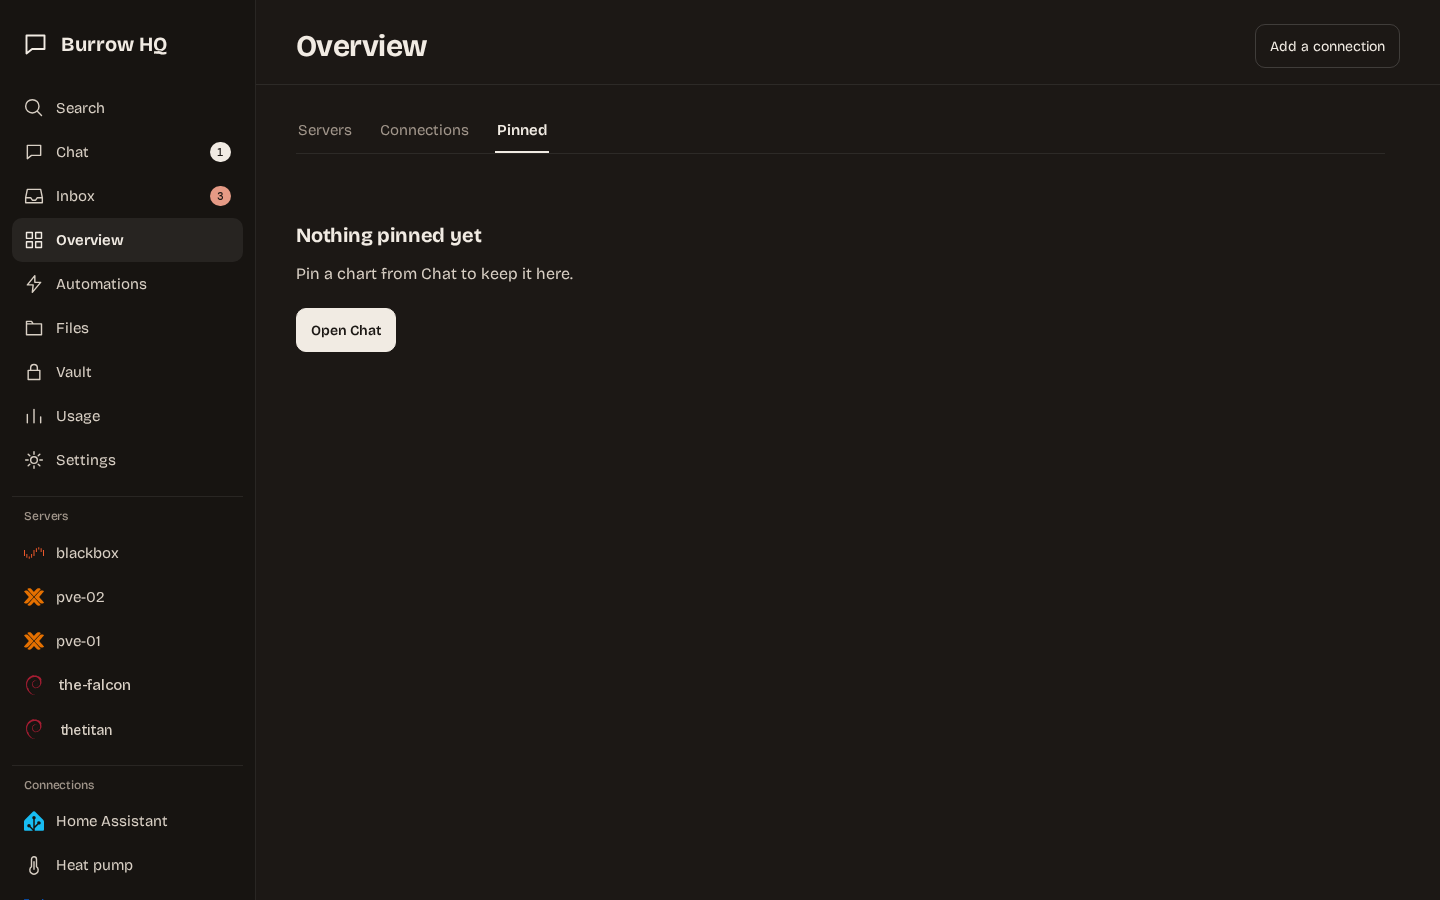 Burrow HQ
Search
Chat 1
Inbox 3
Overview
Automations
Files
Vault
Usage
Settings
Servers
blackbox
pve-02
pve-01
the-falcon
thetitan
Connections
Home Assistant
Heat pump
Overview
Add a connection
Servers Connections Pinned
Nothing pinned yet
Pin a chart from Chat to keep it here.
Open Chat